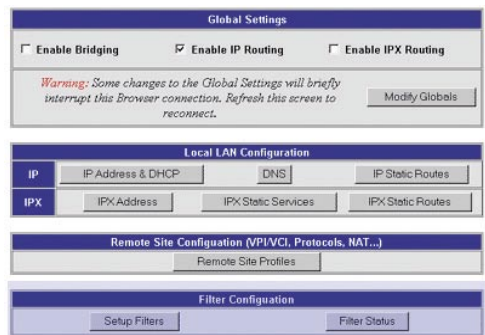 Global Settings
Enable Bridging Enable IP Routing Enable IPX Routing
Warning: Some changes to the Global Settings will briefly
interrupt this Browser connection. Refresh this screen to
reconnect.
Modify Globals
Local LAN Configuration
IP IP Address & DHCP DNS IP Static Routes
IPX IPX Address IPX Static Services IPX Static Routes
Remote Site Configuation (VPI/VCI, Protocols, NAT...)
Remote Site Profiles
Filter Configuation
Setup Filters Filter Status